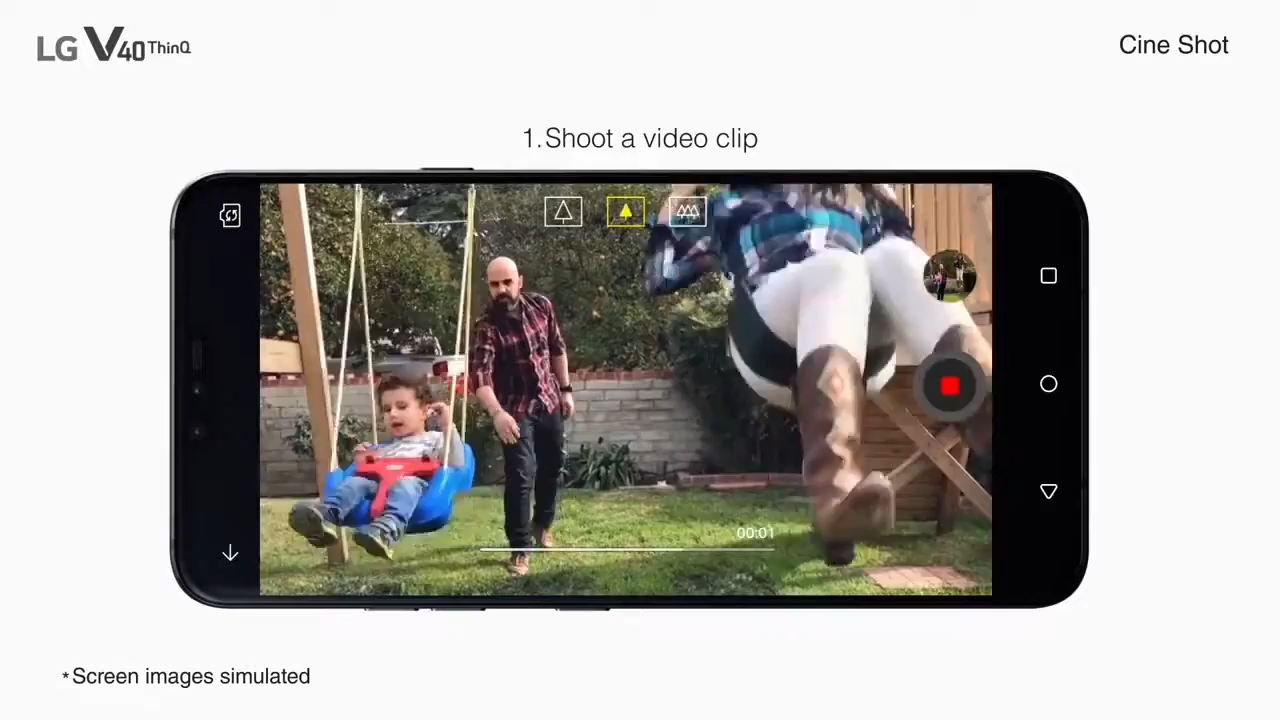 LG V40 ThinQ
Cine Shot
1.Shoot a video clip
00:01
*Screen images simulated